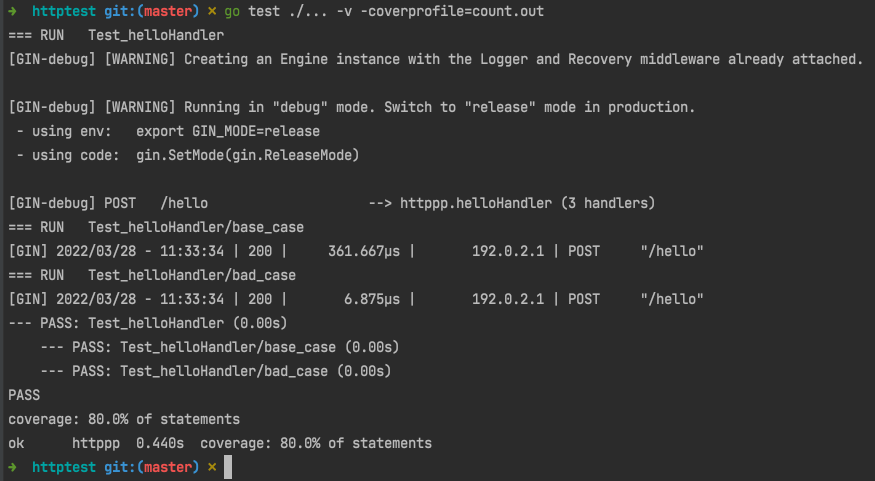 ➜  httptest git:(master) ✗ go test ./... -v -coverprofile=count.out
=== RUN   Test_helloHandler
[GIN-debug] [WARNING] Creating an Engine instance with the Logger and Recovery middleware already attached.
[GIN-debug] [WARNING] Running in "debug" mode. Switch to "release" mode in production.
 - using env:   export GIN_MODE=release
 - using code:  gin.SetMode(gin.ReleaseMode)
[GIN-debug] POST   /hello                    --> httppp.helloHandler (3 handlers)
=== RUN   Test_helloHandler/base_case
[GIN] 2022/03/28 - 11:33:34 | 200 |     361.667µs |       192.0.2.1 | POST     "/hello"
=== RUN   Test_helloHandler/bad_case
[GIN] 2022/03/28 - 11:33:34 | 200 |       6.875µs |       192.0.2.1 | POST     "/hello"
--- PASS: Test_helloHandler (0.00s)
    --- PASS: Test_helloHandler/base_case (0.00s)
    --- PASS: Test_helloHandler/bad_case (0.00s)
PASS
coverage: 80.0% of statements
ok      httppp  0.440s  coverage: 80.0% of statements
➜  httptest git:(master) ✗